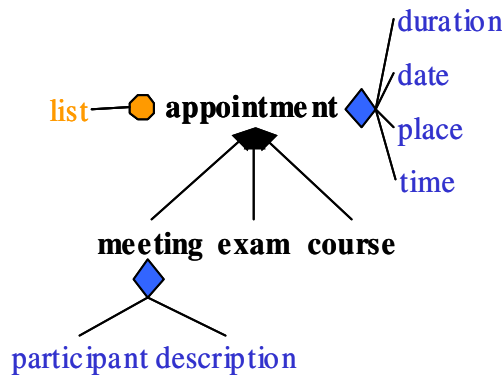 duration
date
list appointment
place
time
meeting exam course
participant description